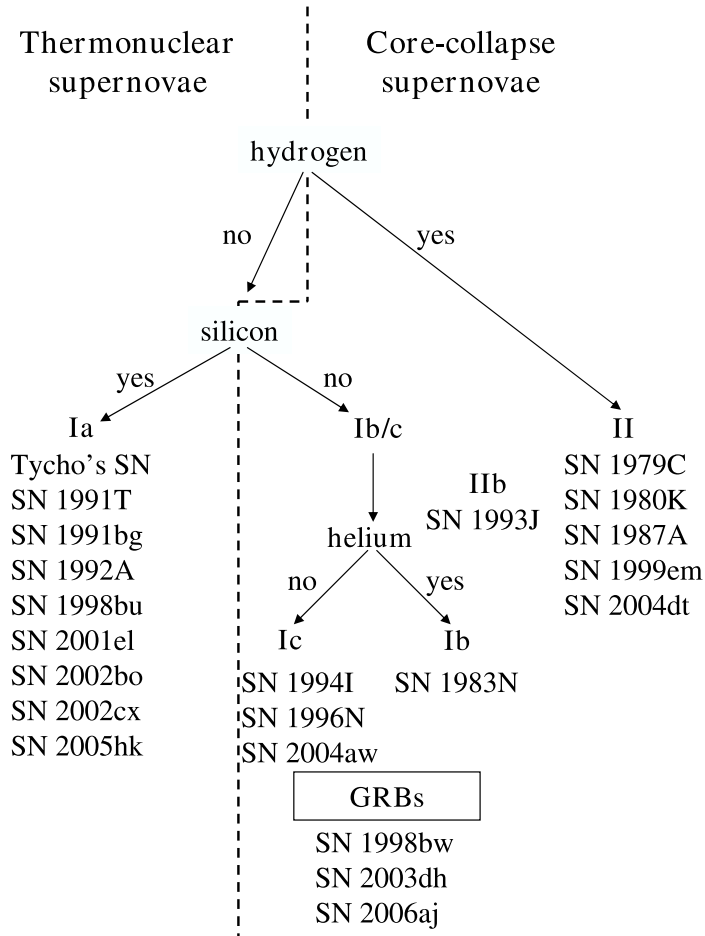 Thermonuclear
supernovae
Core-collapse
supernovae
hydrogen
no
yes
silicon
yes
no
Ia
Tycho's SN
SN 1991T
SN 1991bg
SN 1992A
SN 1998bu
SN 2001el
SN 2002bo
SN 2002cx
SN 2005hk
Ib/c
helium
no
yes
Ic
SN 1994I
SN 1996N
SN 2004aw
Ib
SN 1983N
GRBs
SN 1998bw
SN 2003dh
SN 2006aj
IIb
SN 1993J
II
SN 1979C
SN 1980K
SN 1987A
SN 1999em
SN 2004dt